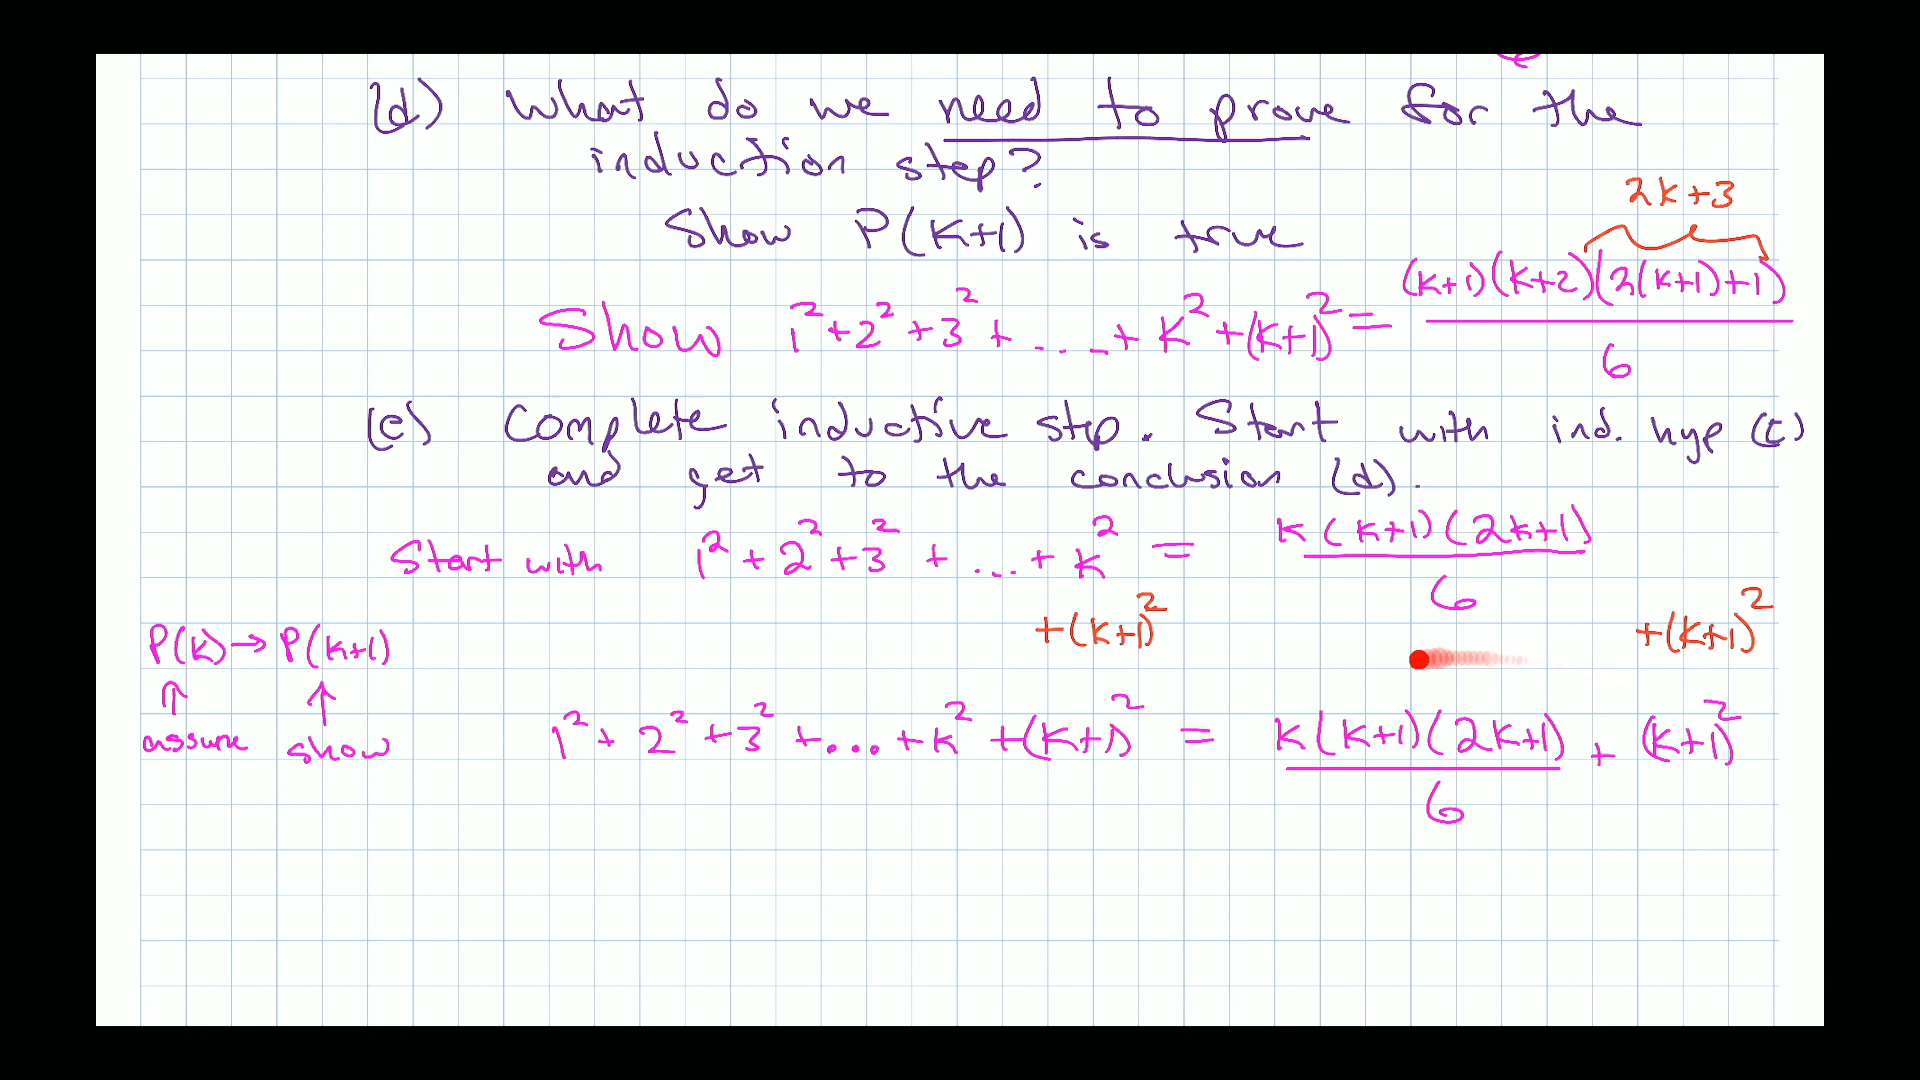 (d) What do we need to prove for the
induction step?
2k+3
Show P(k+1) is true
Show 1²+2²+3²+...+k²+(k+1)² = (k+1)(k+2)(2(k+1)+1) / 6
(e) Complete inductive step. Start with ind. hyp (c)
and get to the conclusion (d).
Start with 1²+2²+3²+...+k² = k(k+1)(2k+1) / 6
+(k+1)² +(k+1)²
P(k)→P(k+1)
↑ ↑
assume show
1²+2²+3²+...+k²+(k+1)² = k(k+1)(2k+1) / 6 + (k+1)²